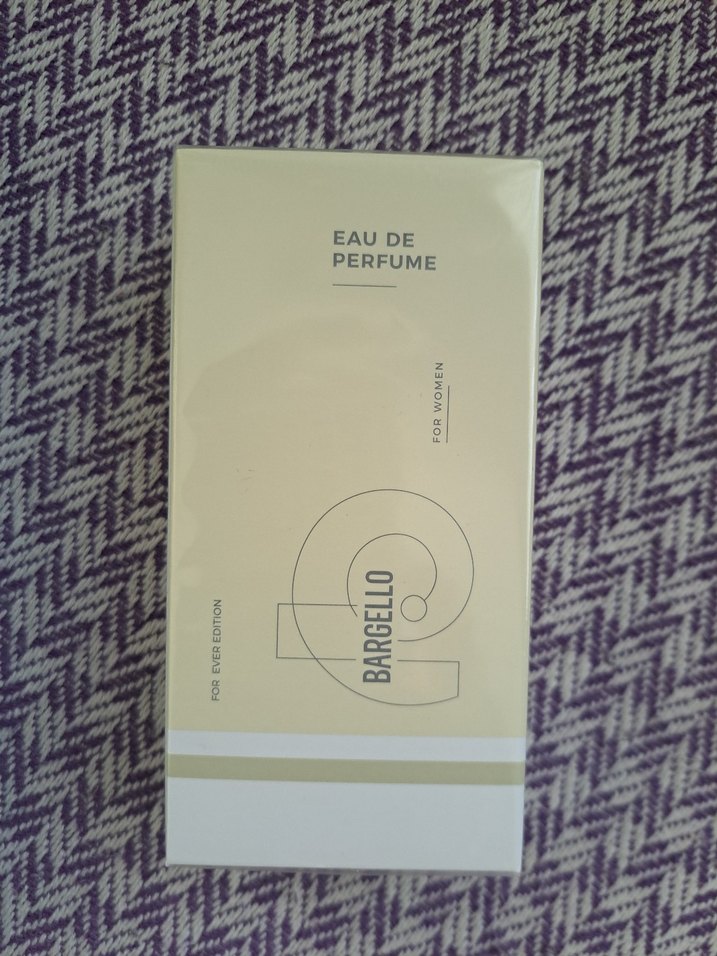 EAU DE
PERFUME
FOR WOMEN
BARGELLO
FOR EVER EDITION